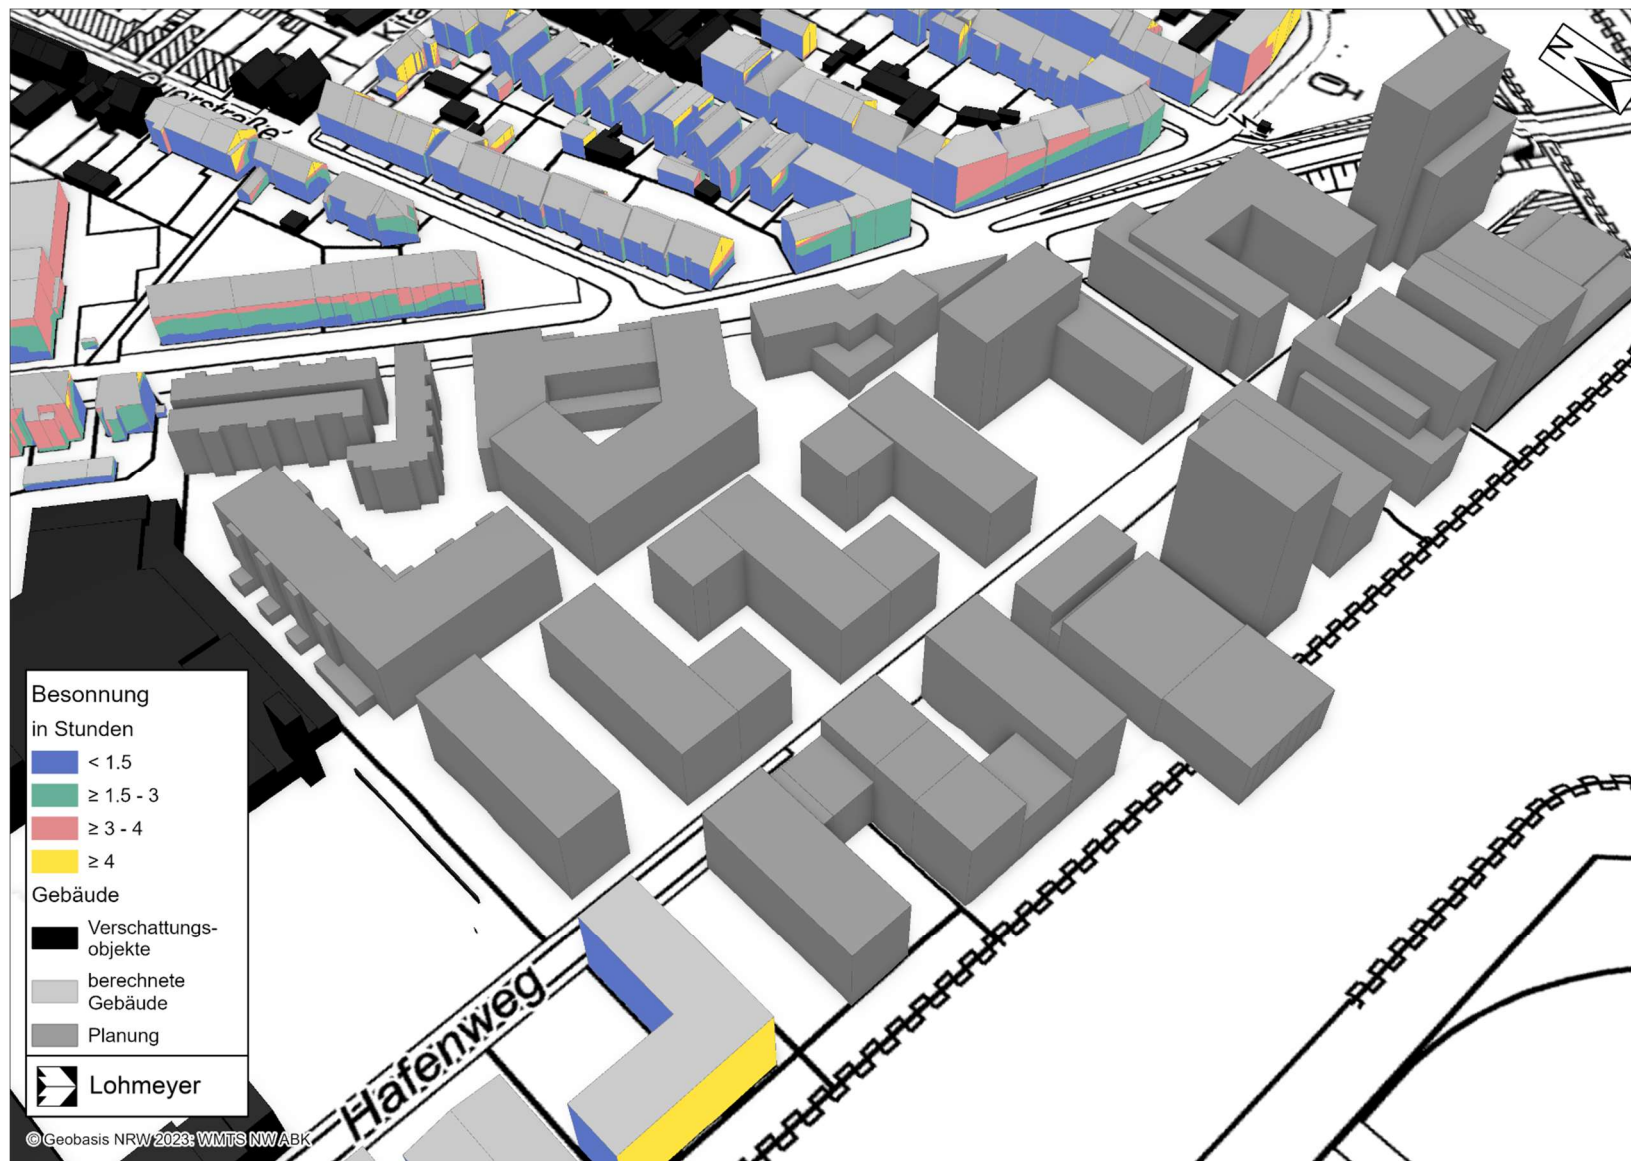 Kita
N
Besonnung
in Stunden
< 1.5
≥ 1.5 - 3
≥ 3 - 4
≥ 4
Gebäude
Verschattungs-
objekte
berechnete
Gebäude
Planung
Lohmeyer
© Geobasis NRW 2023: WMTS NW ABK
Hafenweg